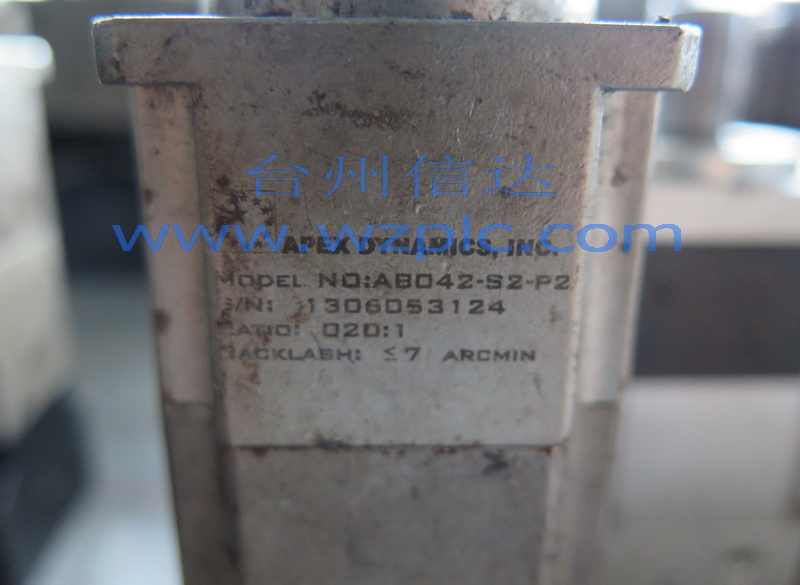 台州信达
www.wzplc.com
APEX DYNAMICS, INC.
MODEL NO:AB042-S2-P2
S/N: 1306053124
RATIO: 020:1
BACKLASH: ≤7 ARCMIN